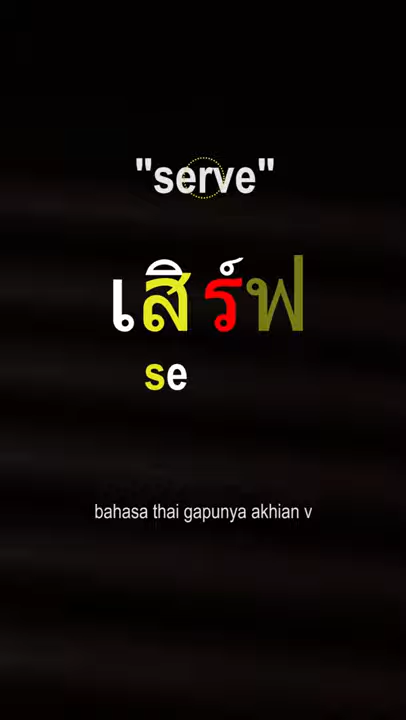 "serve"
เสิร์ฟ
se
bahasa thai gapunya akhian v